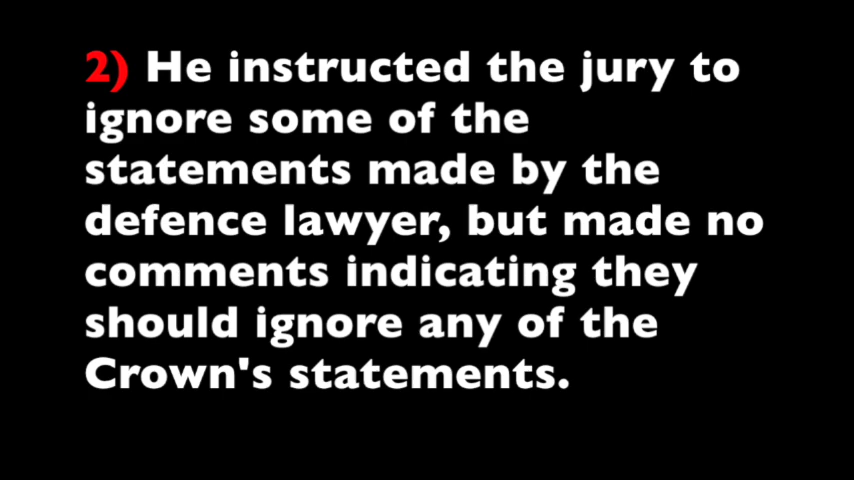 2) He instructed the jury to
ignore some of the
statements made by the
defence lawyer, but made no
comments indicating they
should ignore any of the
Crown's statements.